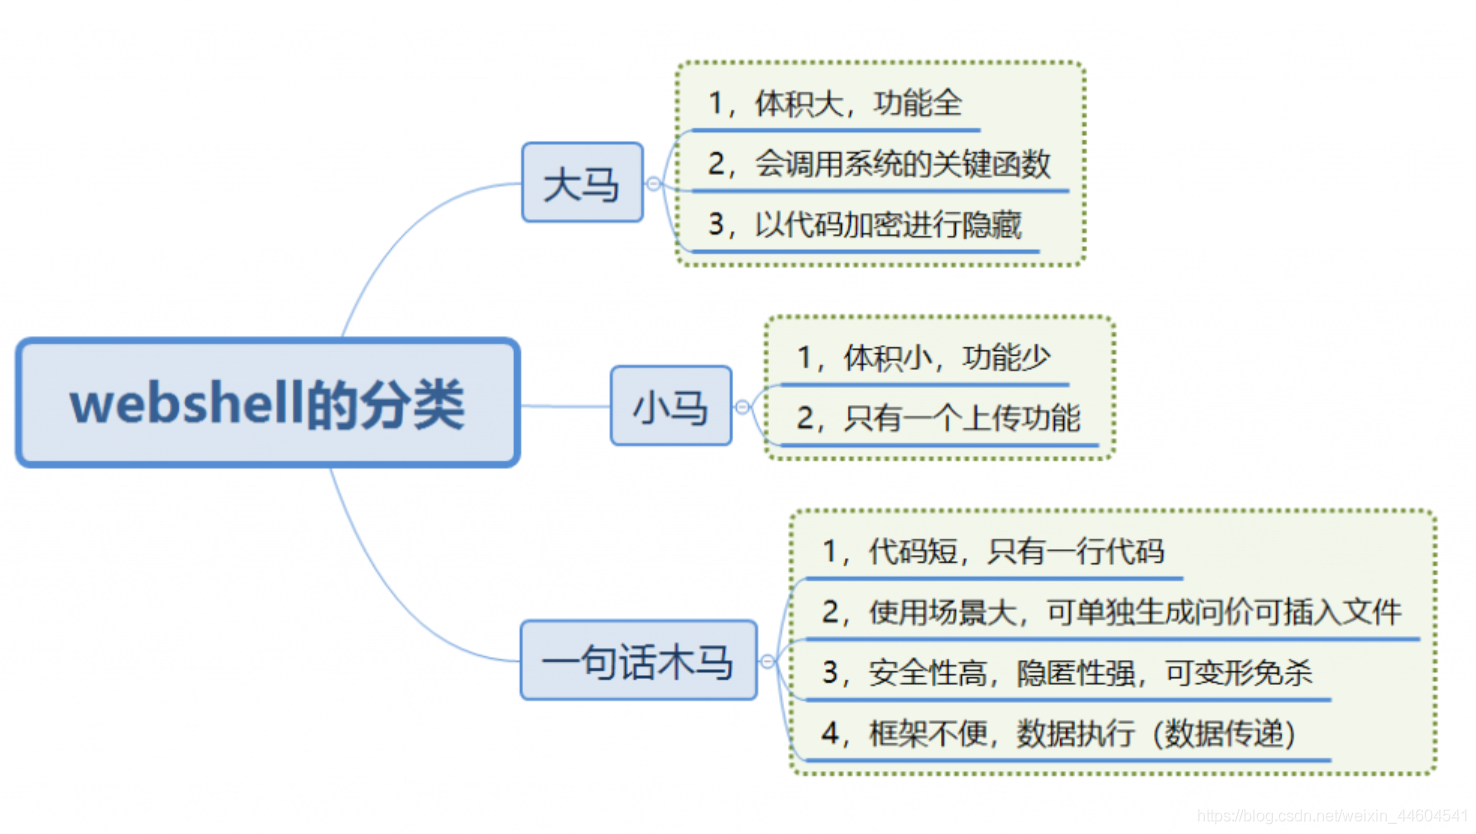 大马
1，体积大，功能全
2，会调用系统的关键函数
3，以代码加密进行隐藏
webshell的分类
小马
1，体积小，功能少
2，只有一个上传功能
一句话木马
1，代码短，只有一行代码
2，使用场景大，可单独生成问价可插入文件
3，安全性高，隐匿性强，可变形免杀
4，框架不便，数据执行（数据传递）
https://blog.csdn.net/weixin_44604541